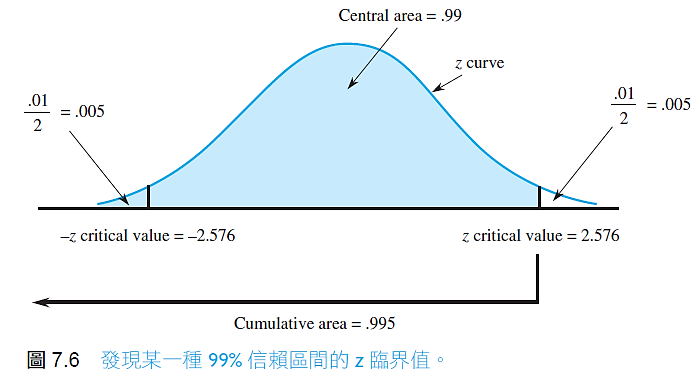 Central area = .99
z curve
.01
2
= .005
.01
2
= .005
–z critical value = –2.576
z critical value = 2.576
Cumulative area = .995
圖 7.6 發現某一種 99% 信賴區間的 z 臨界值。